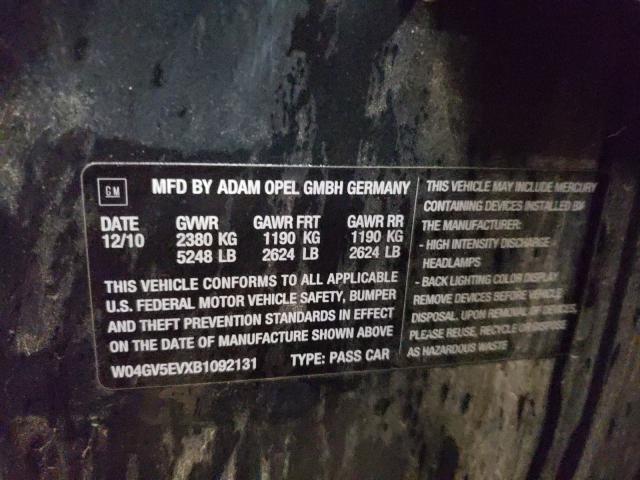 GM
MFD BY ADAM OPEL GMBH GERMANY
DATE GVWR GAWR FRT GAWR RR
12/10 2380 KG 1190 KG 1190 KG
5248 LB 2624 LB 2624 LB
THIS VEHICLE CONFORMS TO ALL APPLICABLE
U.S. FEDERAL MOTOR VEHICLE SAFETY, BUMPER
AND THEFT PREVENTION STANDARDS IN EFFECT
ON THE DATE OF MANUFACTURE SHOWN ABOVE
W04GV5EVXB1092131 TYPE: PASS CAR
THIS VEHICLE MAY INCLUDE MERCURY
CONTAINING DEVICES INSTALLED BY
THE MANUFACTURER:
- HIGH INTENSITY DISCHARGE
HEADLAMPS
- BACK LIGHTING COLOR DISPLAY
REMOVE DEVICES BEFORE VEHICLE
DISPOSAL. UPON REMOVAL OF DEVICES,
PLEASE REUSE, RECYCLE OR DISPOSE
AS HAZARDOUS WASTE